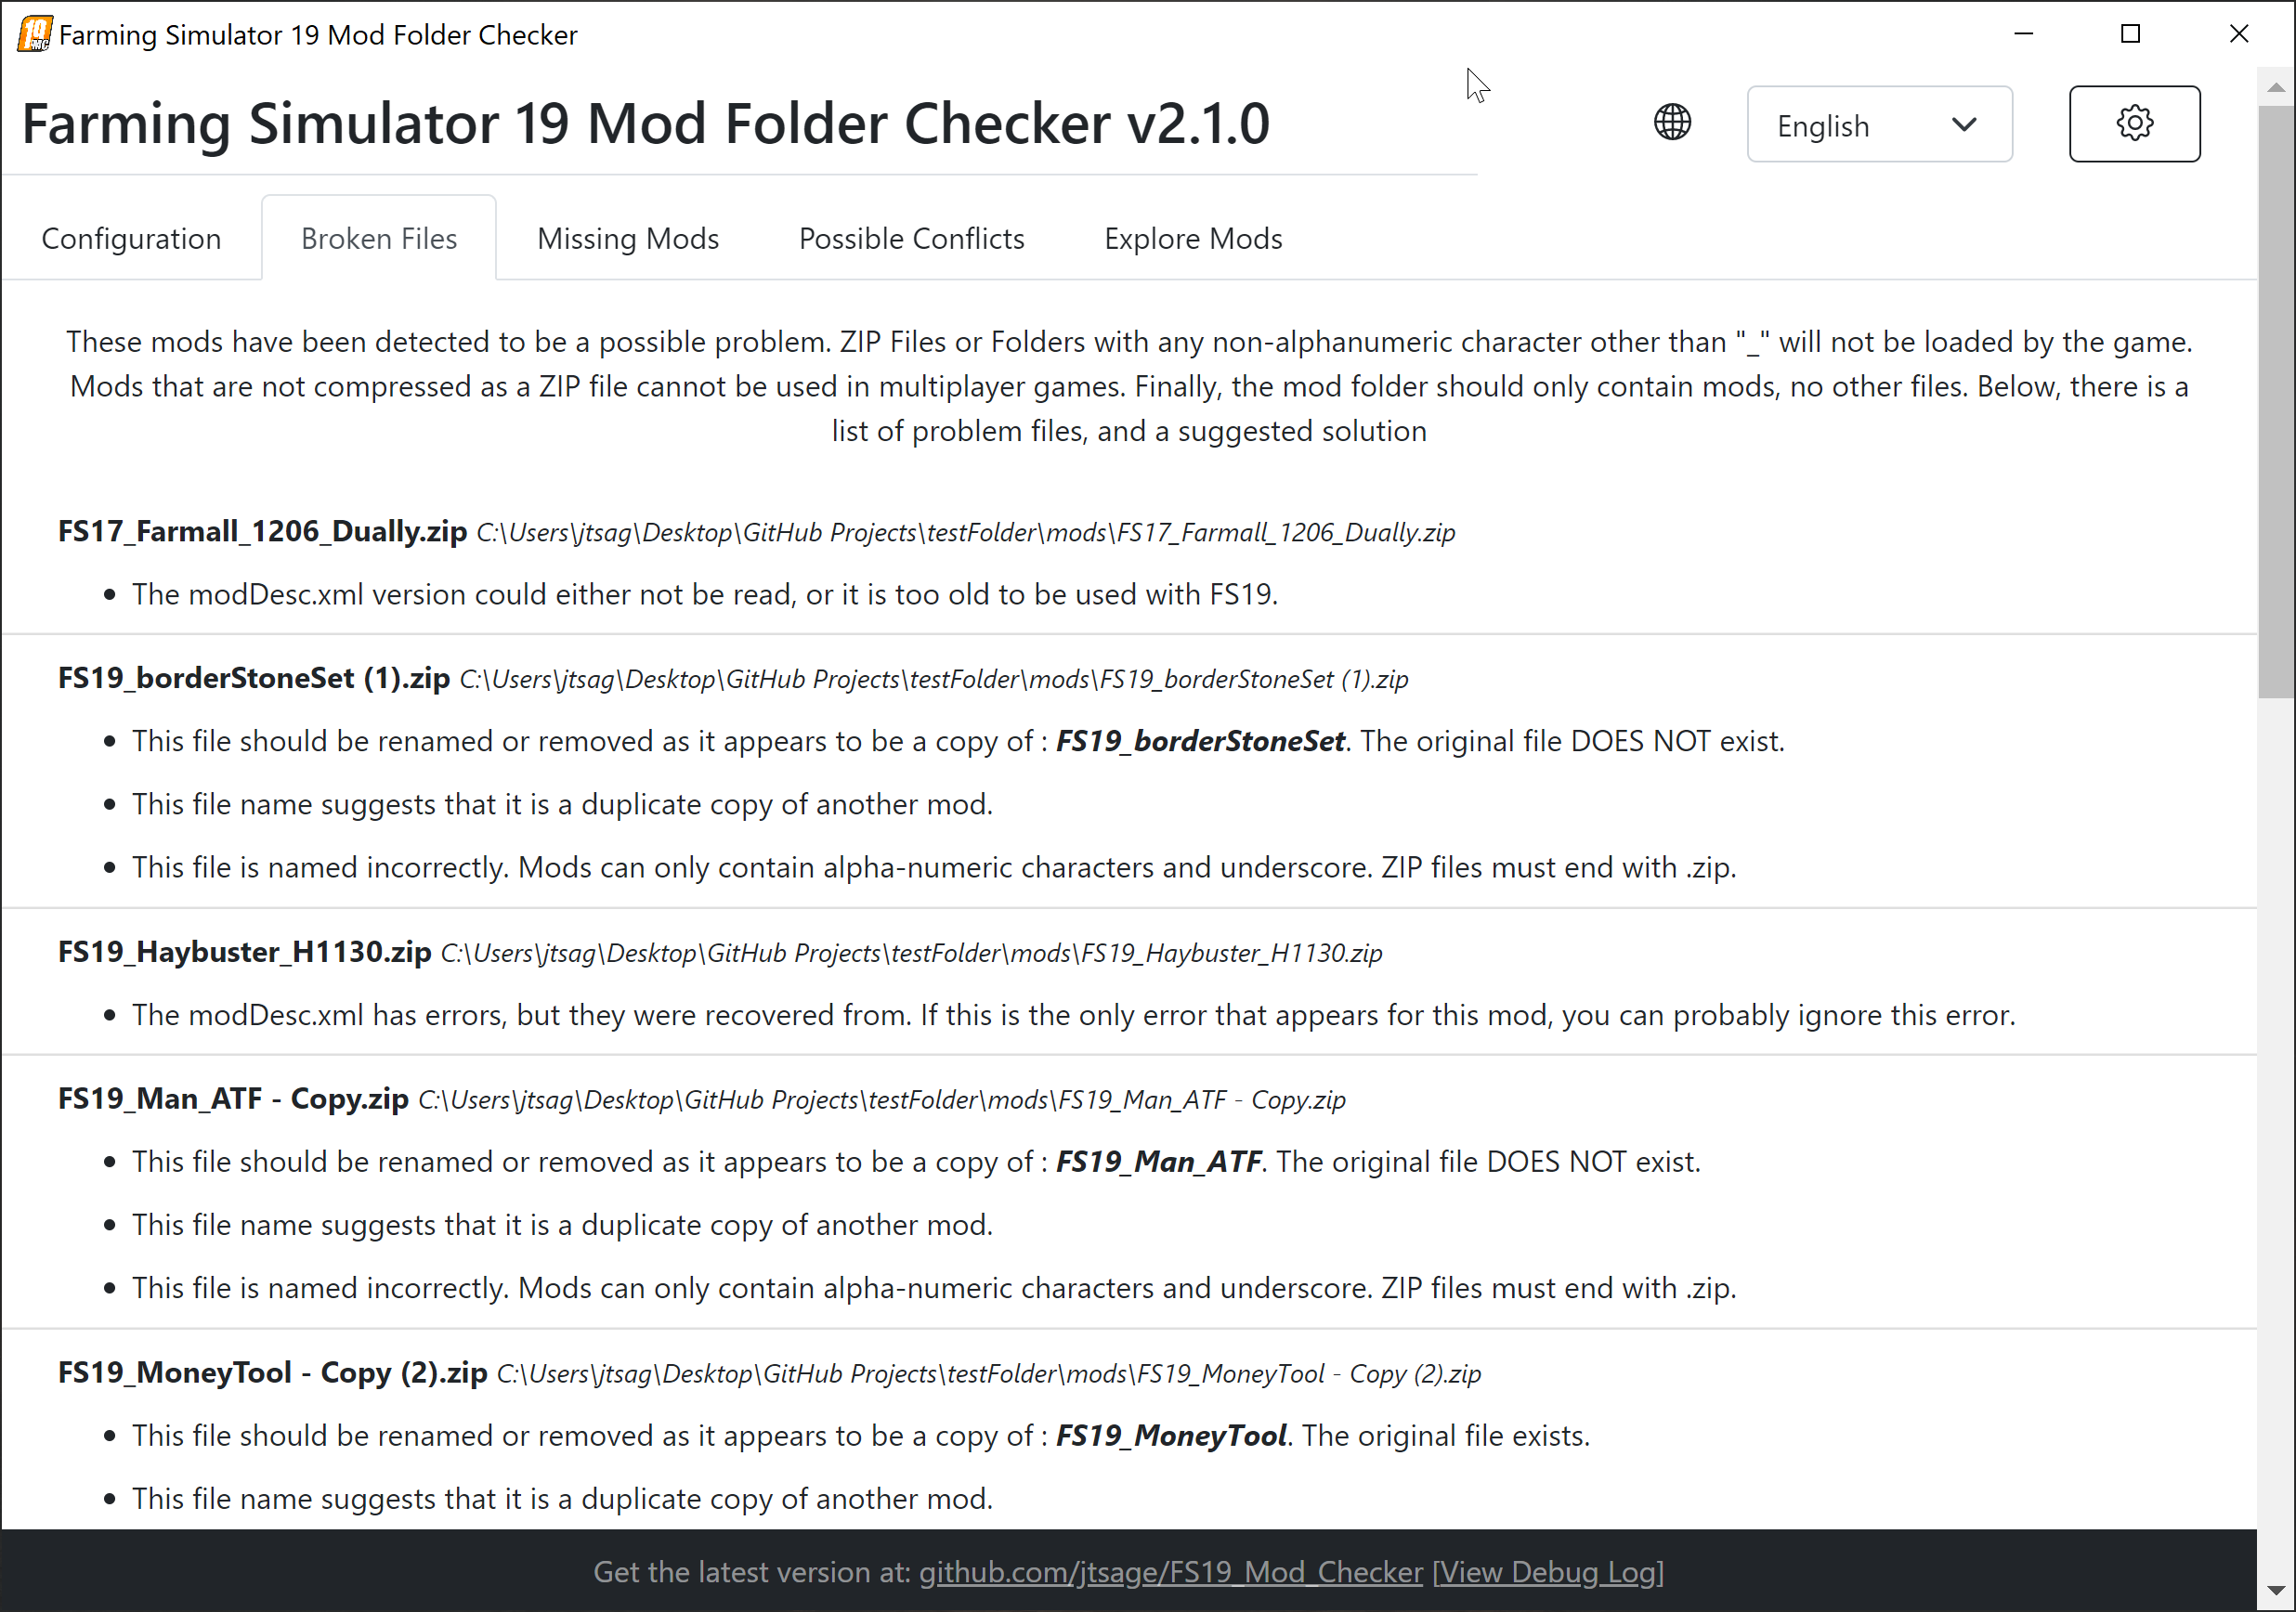 Farming Simulator 19 Mod Folder Checker
Farming Simulator 19 Mod Folder Checker v2.1.0
English
Configuration
Broken Files
Missing Mods
Possible Conflicts
Explore Mods
These mods have been detected to be a possible problem. ZIP Files or Folders with any non-alphanumeric character other than "_" will not be loaded by the game.
Mods that are not compressed as a ZIP file cannot be used in multiplayer games. Finally, the mod folder should only contain mods, no other files. Below, there is a
list of problem files, and a suggested solution
FS17_Farmall_1206_Dually.zip C:\Users\jtsag\Desktop\GitHub Projects\testFolder\mods\FS17_Farmall_1206_Dually.zip
• The modDesc.xml version could either not be read, or it is too old to be used with FS19.
FS19_borderStoneSet (1).zip C:\Users\jtsag\Desktop\GitHub Projects\testFolder\mods\FS19_borderStoneSet (1).zip
• This file should be renamed or removed as it appears to be a copy of : FS19_borderStoneSet. The original file DOES NOT exist.
• This file name suggests that it is a duplicate copy of another mod.
• This file is named incorrectly. Mods can only contain alpha-numeric characters and underscore. ZIP files must end with .zip.
FS19_Haybuster_H1130.zip C:\Users\jtsag\Desktop\GitHub Projects\testFolder\mods\FS19_Haybuster_H1130.zip
• The modDesc.xml has errors, but they were recovered from. If this is the only error that appears for this mod, you can probably ignore this error.
FS19_Man_ATF - Copy.zip C:\Users\jtsag\Desktop\GitHub Projects\testFolder\mods\FS19_Man_ATF - Copy.zip
• This file should be renamed or removed as it appears to be a copy of : FS19_Man_ATF. The original file DOES NOT exist.
• This file name suggests that it is a duplicate copy of another mod.
• This file is named incorrectly. Mods can only contain alpha-numeric characters and underscore. ZIP files must end with .zip.
FS19_MoneyTool - Copy (2).zip C:\Users\jtsag\Desktop\GitHub Projects\testFolder\mods\FS19_MoneyTool - Copy (2).zip
• This file should be renamed or removed as it appears to be a copy of : FS19_MoneyTool. The original file exists.
• This file name suggests that it is a duplicate copy of another mod.
Get the latest version at: github.com/jtsage/FS19_Mod_Checker [View Debug Log]